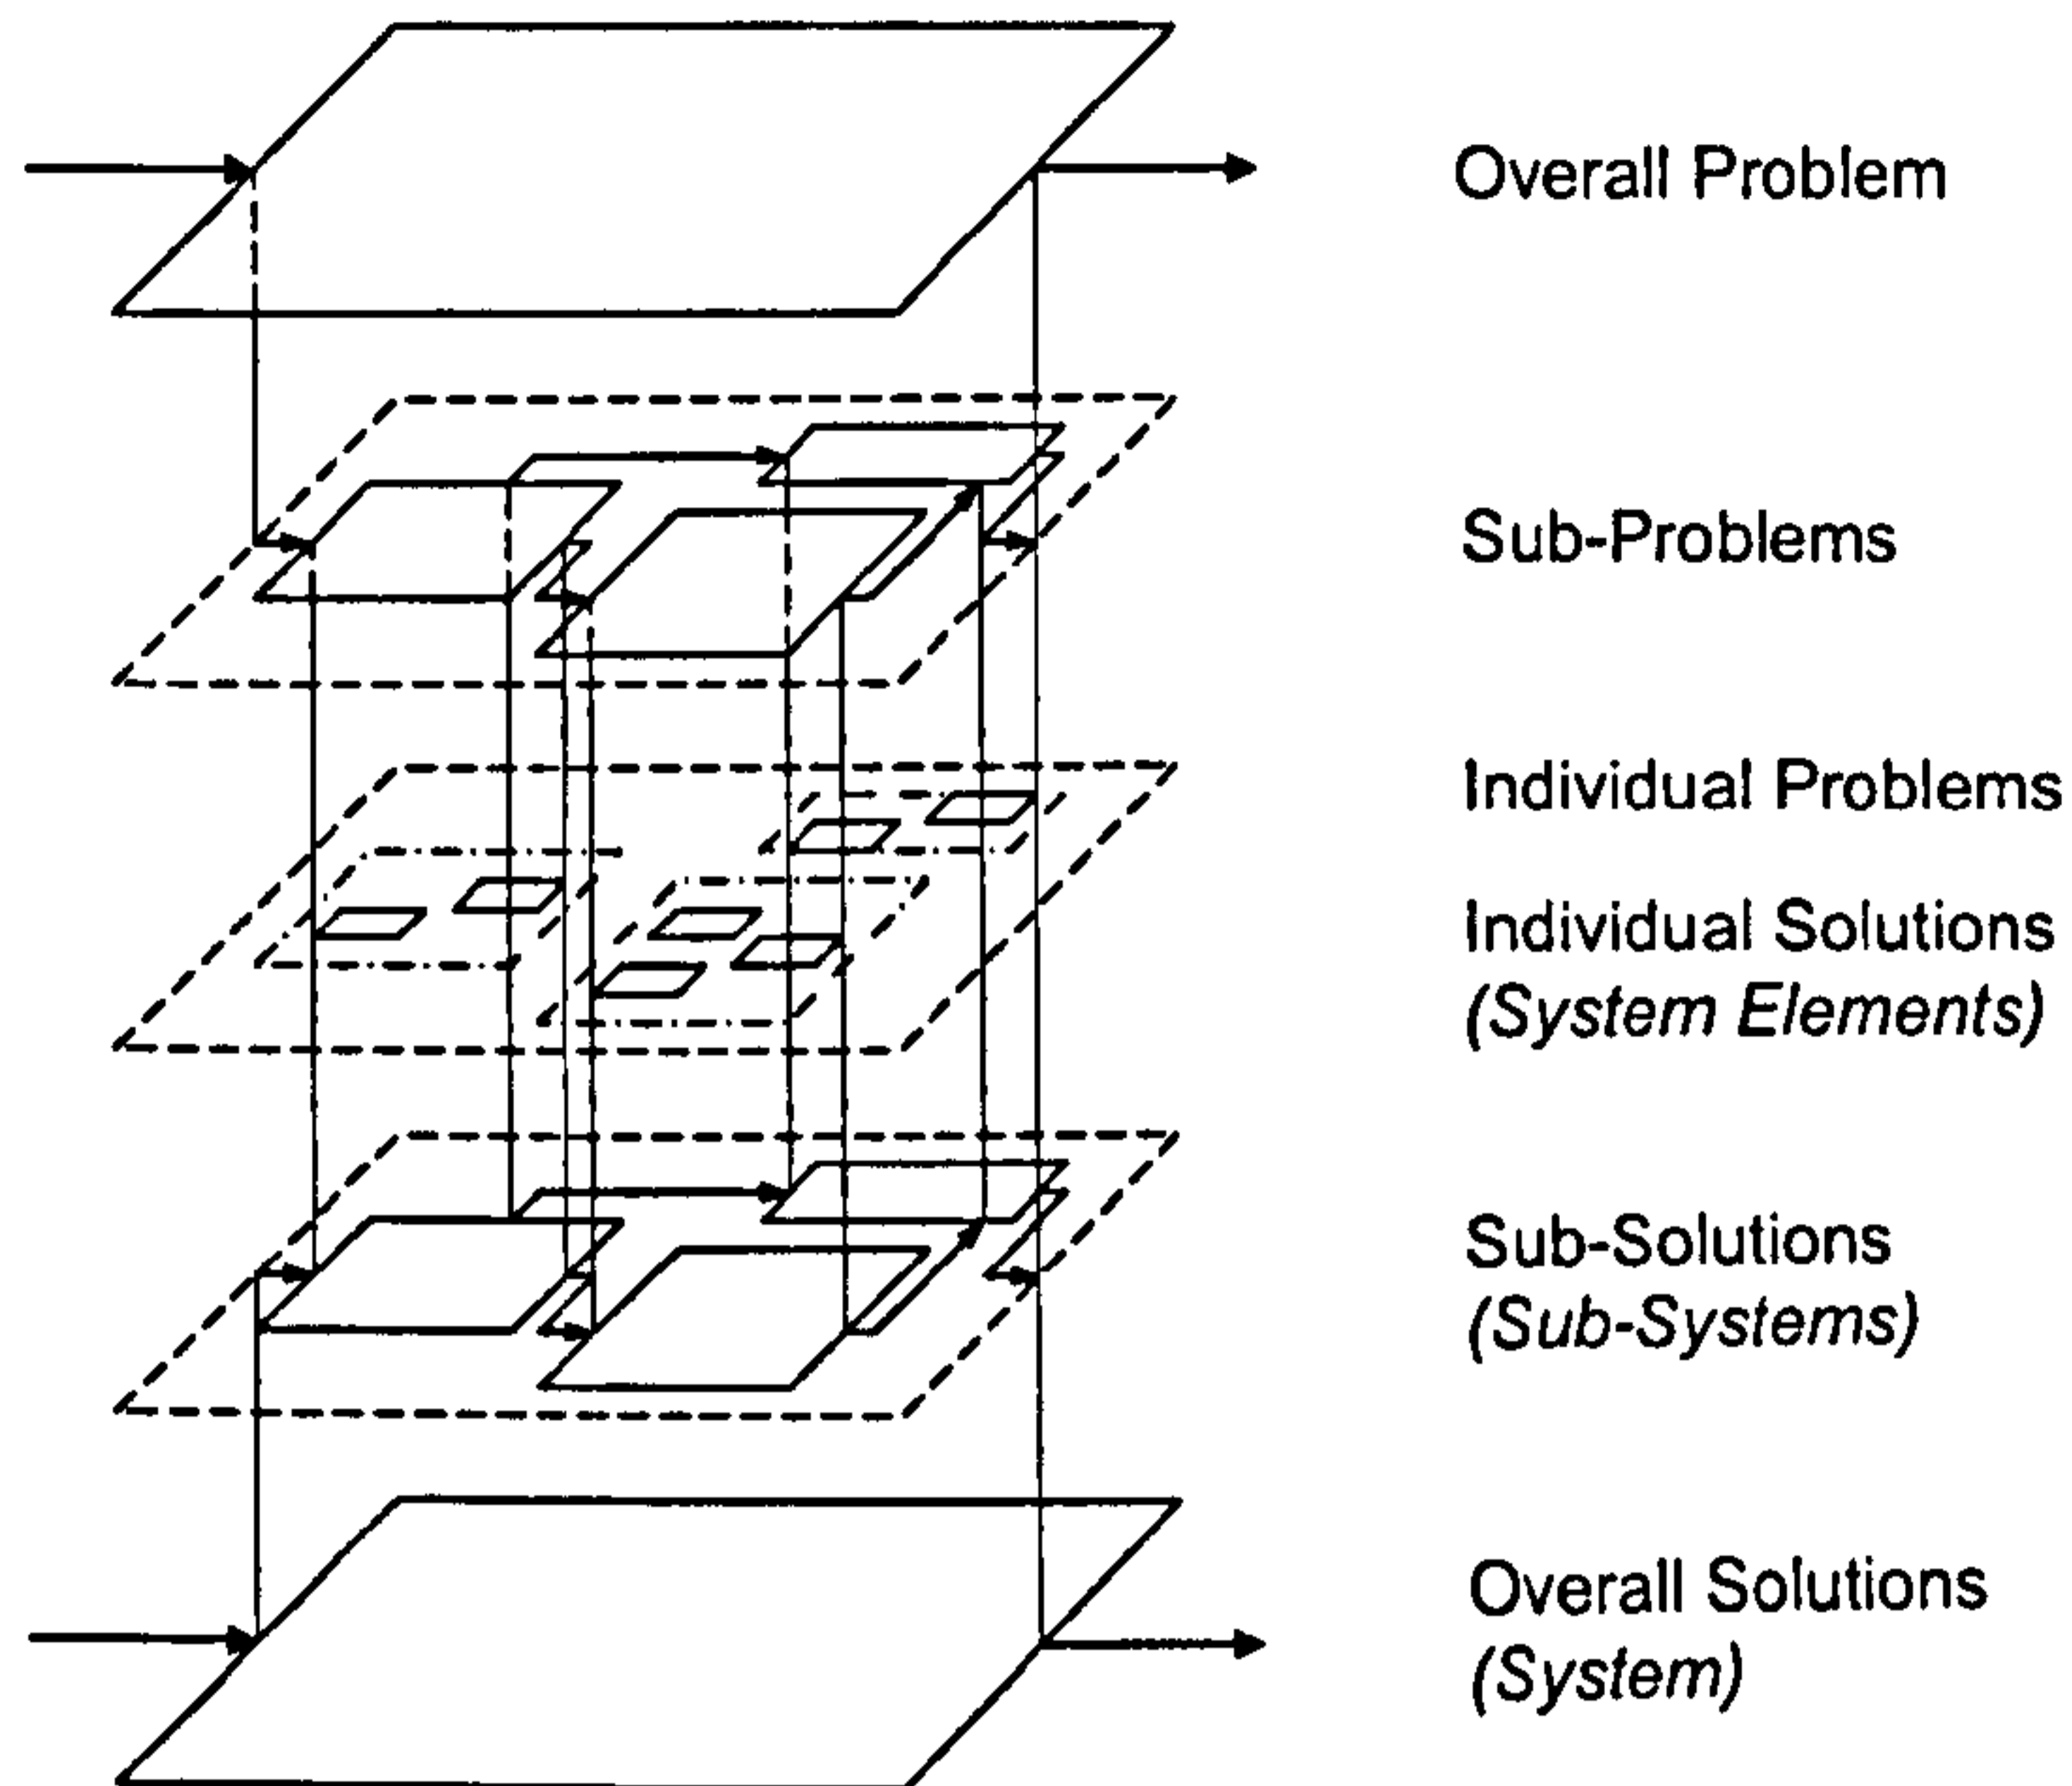 Overall Problem
Sub-Problems
Individual Problems
Individual Solutions
(System Elements)
Sub-Solutions
(Sub-Systems)
Overall Solutions
(System)